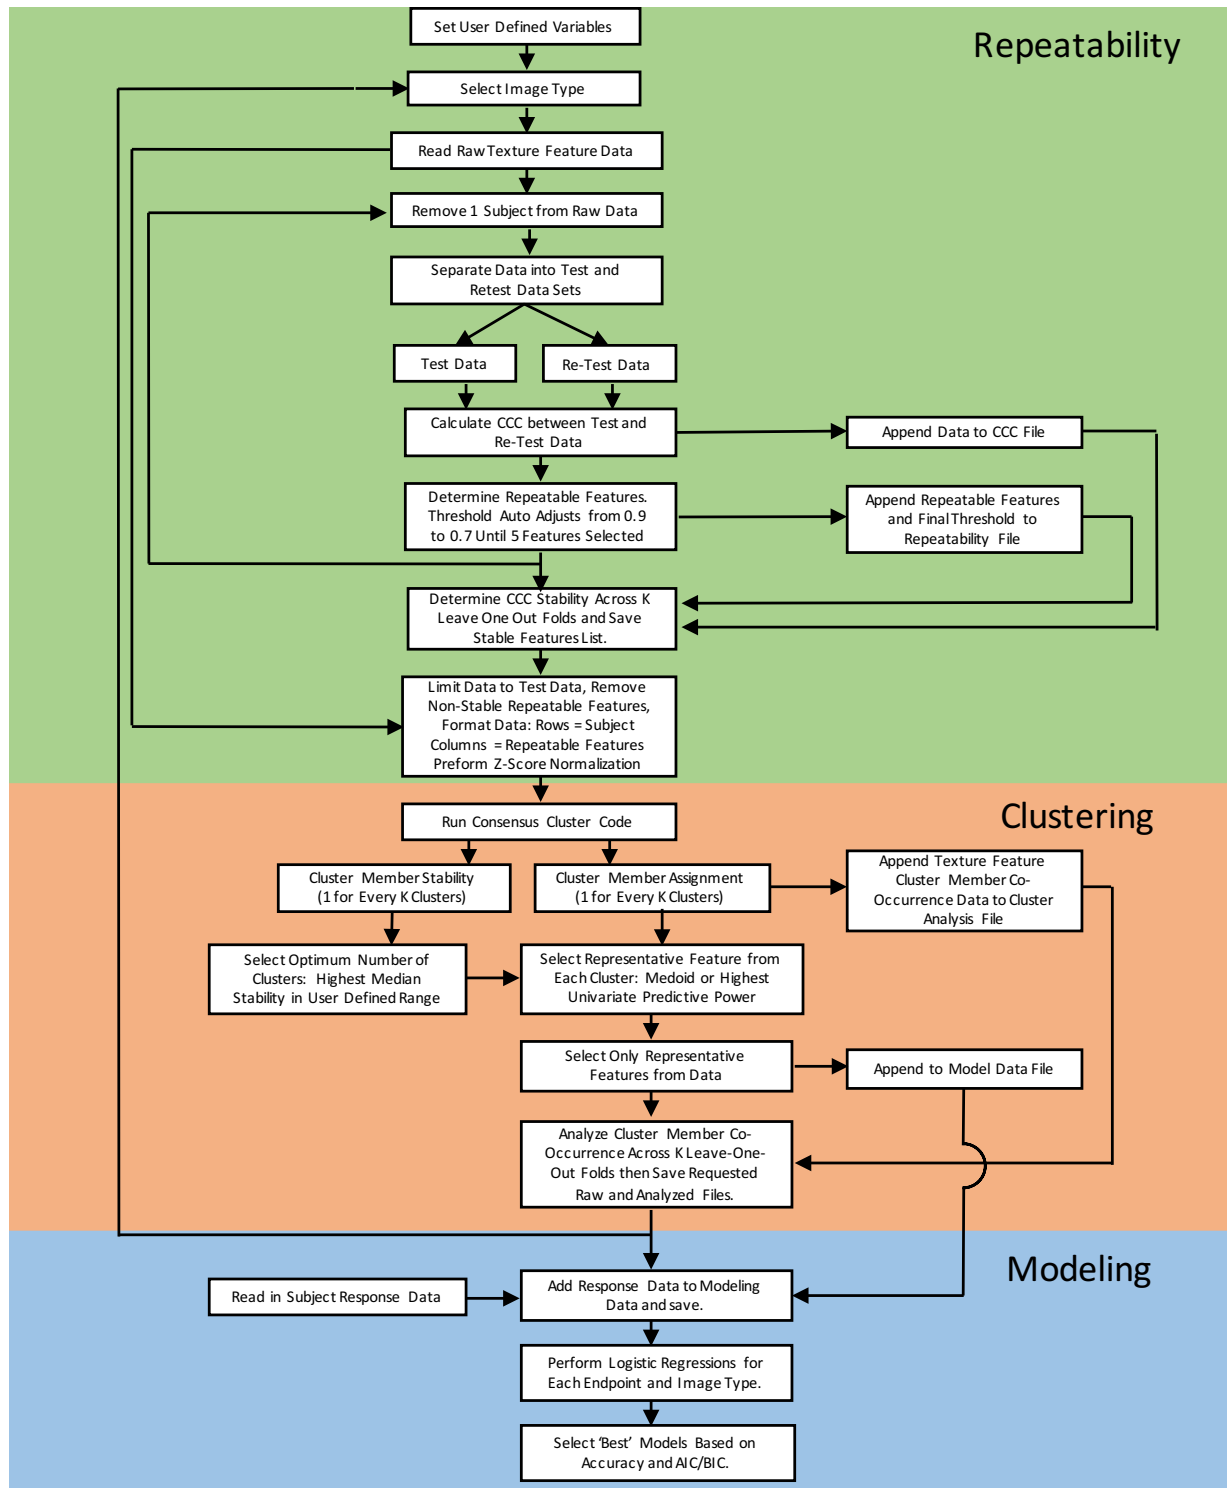 Repeatability
Set User Defined Variables
Select Image Type
Read Raw Texture Feature Data
Remove 1 Subject from Raw Data
Separate Data into Test and
Retest Data Sets
Test Data
Re-Test Data
Calculate CCC between Test and
Re-Test Data
Append Data to CCC File
Determine Repeatable Features.
Threshold Auto Adjusts from 0.9
to 0.7 Until 5 Features Selected
Append Repeatable Features
and Final Threshold to
Repeatability File
Determine CCC Stability Across K
Leave One Out Folds and Save
Stable Features List.
Limit Data to Test Data, Remove
Non-Stable Repeatable Features,
Format Data: Rows = Subject
Columns = Repeatable Features
Preform Z-Score Normalization
Clustering
Run Consensus Cluster Code
Cluster Member Stability
(1 for Every K Clusters)
Cluster Member Assignment
(1 for Every K Clusters)
Append Texture Feature
Cluster Member Co-
Occurrence Data to Cluster
Analysis File
Select Optimum Number of
Clusters: Highest Median
Stability in User Defined Range
Select Representative Feature from
Each Cluster: Medoid or Highest
Univariate Predictive Power
Select Only Representative
Features from Data
Append to Model Data File
Analyze Cluster Member Co-
Occurrence Across K Leave-One-
Out Folds then Save Requested
Raw and Analyzed Files.
Modeling
Read in Subject Response Data
Add Response Data to Modeling
Data and save.
Perform Logistic Regressions for
Each Endpoint and Image Type.
Select ‘Best’ Models Based on
Accuracy and AIC/BIC.